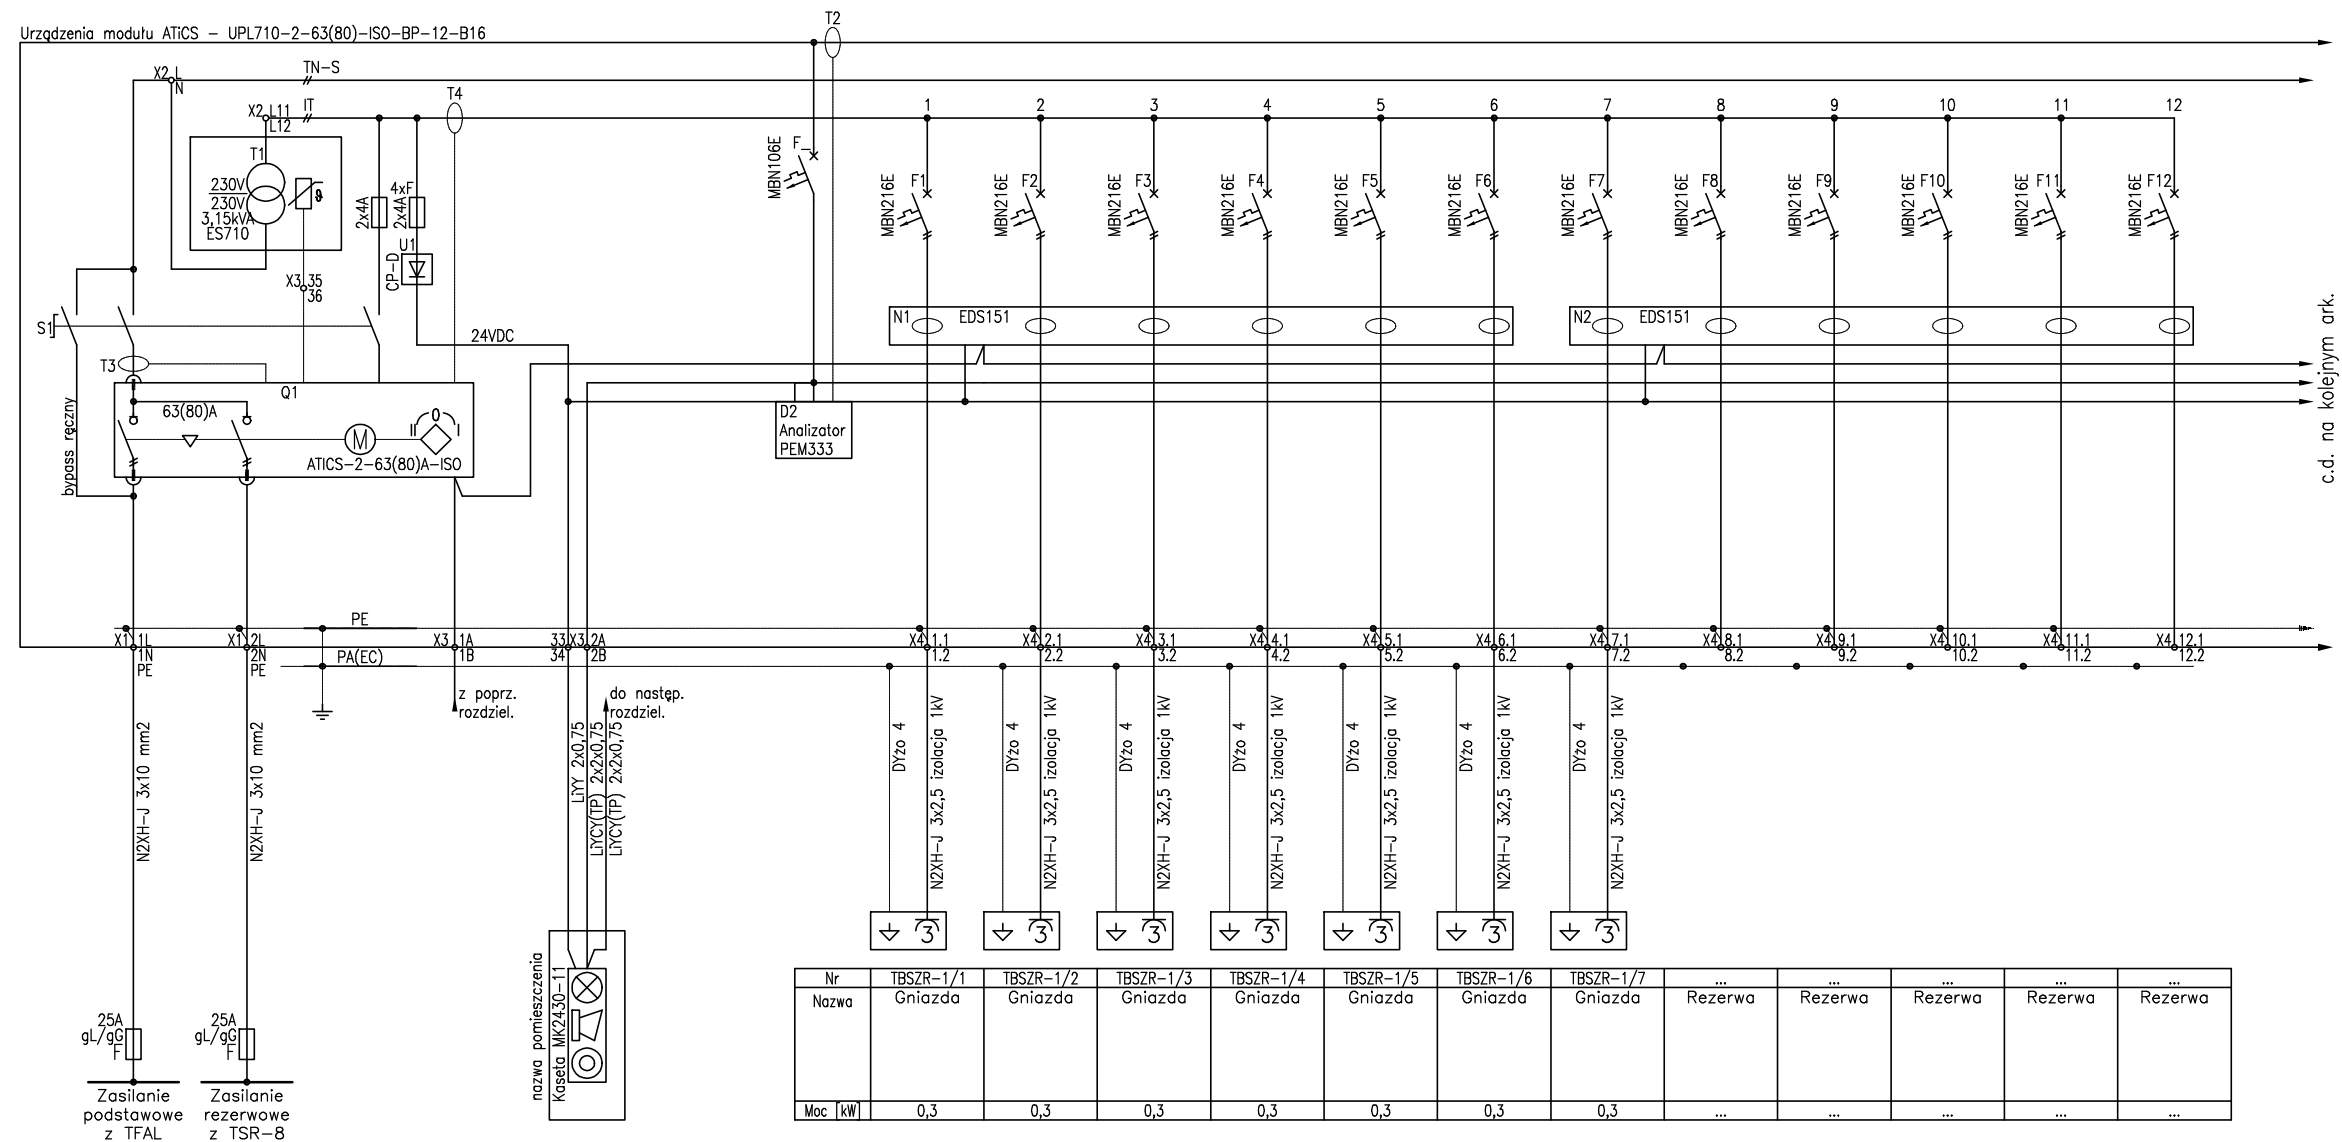 T2
Urządzenia modułu ATiCS - UPL710-2-63(80)-ISO-BP-12-B16
X2 L
N
TN-S
X2 L11
L12
IT
T4
1 2 3 4 5 6 7 8 9 10 11 12
T1
230V
230V
3,15kVA
ES710
ϑ
2x4A
4xF
2x4A
U1
CP-D
X3 35
36
MBN106E
F_
MBN216E F1
MBN216E F2
MBN216E F3
MBN216E F4
MBN216E F5
MBN216E F6
MBN216E F7
MBN216E F8
MBN216E F9
MBN216E F10
MBN216E F11
MBN216E F12
S1
24VDC
N1 EDS151
N2 EDS151
T3
Q1
63(80)A
M
II 0 I
ATICS-2-63(80)A-ISO
bypass ręczny
D2
Analizator
PEM333
c.d. na kolejnym ark.
PE
PA(EC)
X1 1L
1N
PE
X1 2L
2N
PE
X3 1A
1B
33 X3 2A
34 2B
X4 1.1
1.2
X4 2.1
2.2
X4 3.1
3.2
X4 4.1
4.2
X4 5.1
5.2
X4 6.1
6.2
X4 7.1
7.2
X4 8.1
8.2
X4 9.1
9.2
X4 10.1
10.2
X4 11.1
11.2
X4 12.1
12.2
z poprz.
rozdziel.
do następ.
rozdziel.
N2XH-J 3x10 mm2
N2XH-J 3x10 mm2
LiYY 2x0,75
LiYCY(TP) 2x2x0,75
LiYCY(TP) 2x2x0,75
DYżo 4
N2XH-J 3x2,5 izolacja 1kV
DYżo 4
N2XH-J 3x2,5 izolacja 1kV
DYżo 4
N2XH-J 3x2,5 izolacja 1kV
DYżo 4
N2XH-J 3x2,5 izolacja 1kV
DYżo 4
N2XH-J 3x2,5 izolacja 1kV
DYżo 4
N2XH-J 3x2,5 izolacja 1kV
DYżo 4
N2XH-J 3x2,5 izolacja 1kV
3 3 3 3 3 3 3
nazwa pomieszczenia
Kaseta MK2430-11
25A
gL/gG
F
25A
gL/gG
F
Zasilanie
podstawowe
z TFAL
Zasilanie
rezerwowe
z TSR-8
Nr TBSZR-1/1 TBSZR-1/2 TBSZR-1/3 TBSZR-1/4 TBSZR-1/5 TBSZR-1/6 TBSZR-1/7 ... ... ... ... ...
Nazwa Gniazda Gniazda Gniazda Gniazda Gniazda Gniazda Gniazda Rezerwa Rezerwa Rezerwa Rezerwa Rezerwa
Moc [kW] 0,3 0,3 0,3 0,3 0,3 0,3 0,3 ... ... ... ... ...